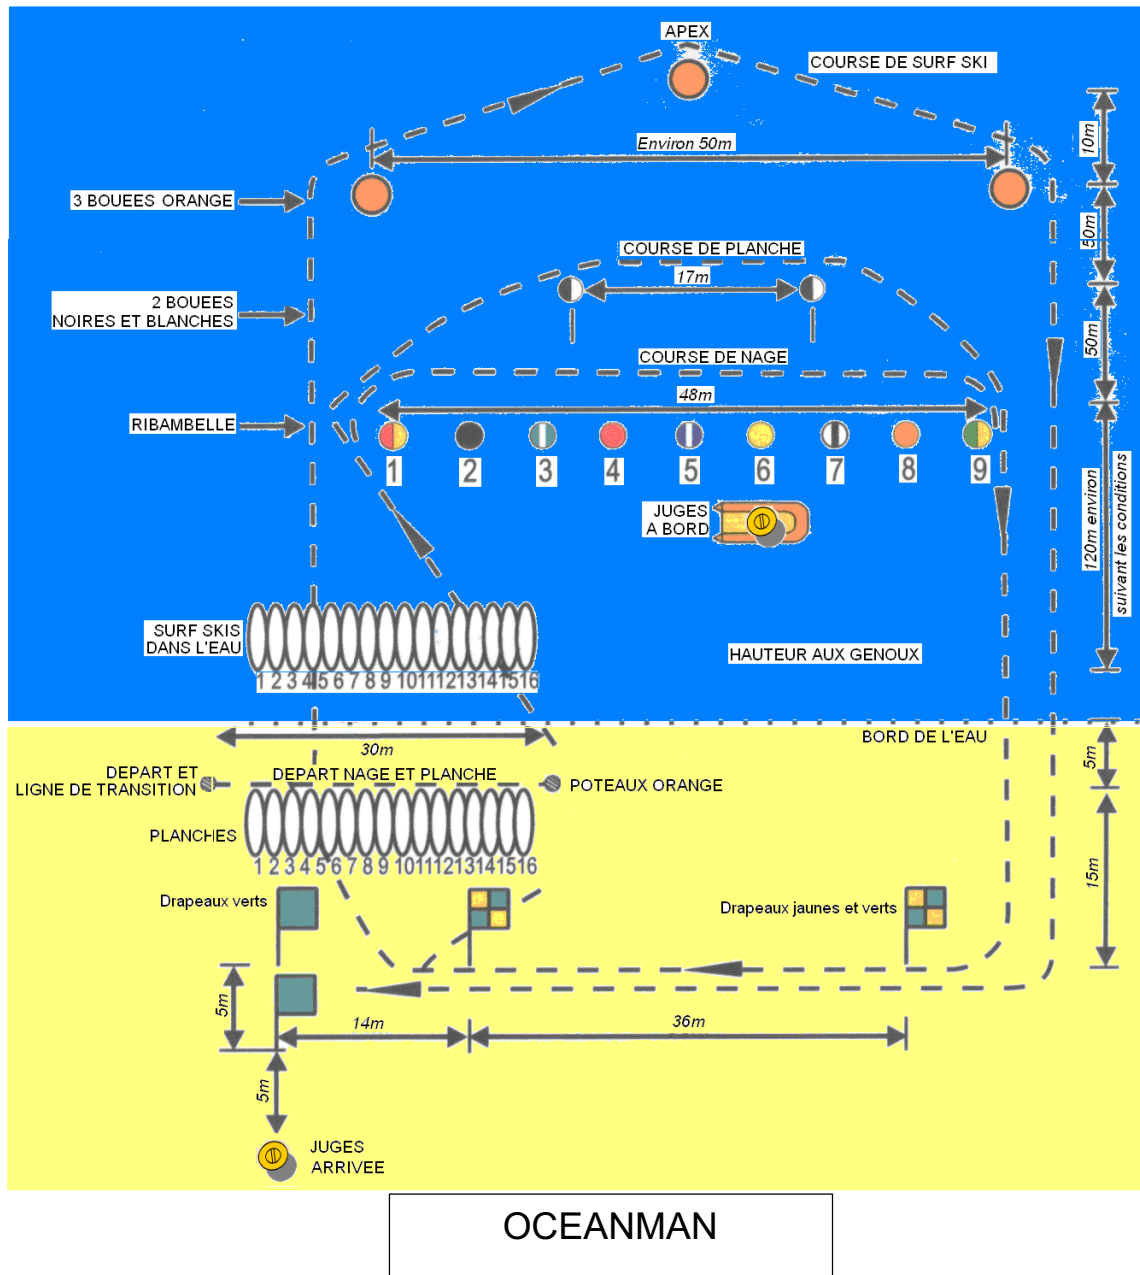 APEX
COURSE DE SURF SKI
10m
Environ 50m
3 BOUEES ORANGE
50m
COURSE DE PLANCHE
17m
2 BOUEES
NOIRES ET BLANCHES
50m
COURSE DE NAGE
48m
RIBAMBELLE
1 2 3 4 5 6 7 8 9
JUGES
A BORD
120m environ
suivant les conditions
SURF SKIS
DANS L'EAU
HAUTEUR AUX GENOUX
1 2 3 4 5 6 7 8 9 10 11 12 13 14 15 16
BORD DE L'EAU
30m
5m
DEPART ET
LIGNE DE TRANSITION
DEPART NAGE ET PLANCHE
POTEAUX ORANGE
PLANCHES
1 2 3 4 5 6 7 8 9 10 11 12 13 14 15 16
15m
Drapeaux verts
Drapeaux jaunes et verts
5m
14m
36m
5m
JUGES
ARRIVEE
OCEANMAN